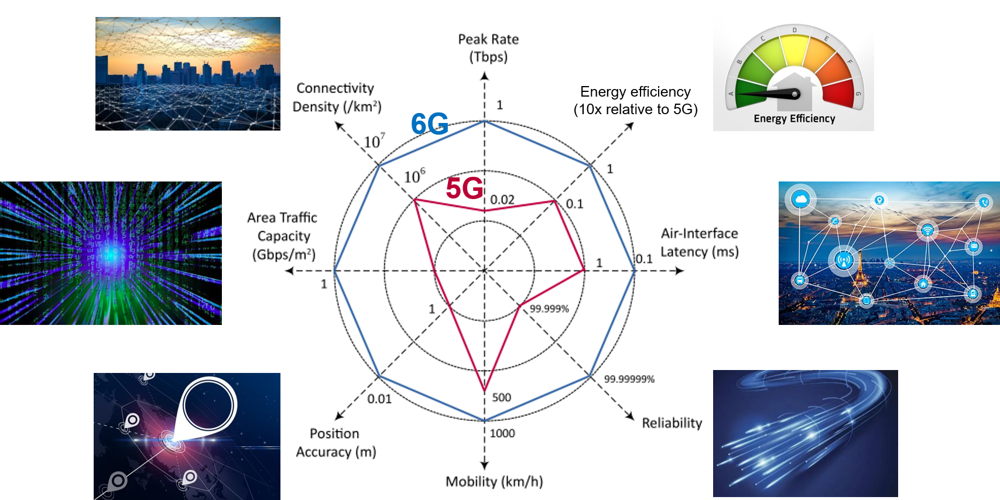 Peak Rate
(Tbps)
Connectivity
Density (/km²)
Energy efficiency
(10x relative to 5G)
A
B
C
D
E
F
G
Energy Efficiency
6G
1
10⁷
10⁶
5G
0.02
1
0.1
Area Traffic
Capacity
(Gbps/m²)
Air-Interface
Latency (ms)
1
0.1
1
1
99.999%
0.01
500
99.99999%
1000
Position
Accuracy (m)
Reliability
Mobility (km/h)